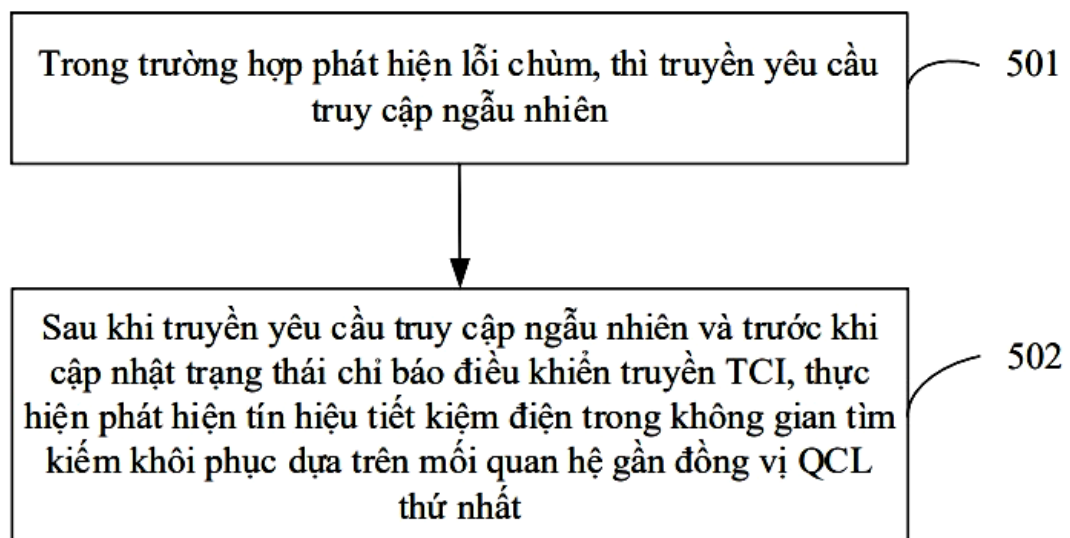 Trong trường hợp phát hiện lỗi chùm, thì truyền yêu cầu
truy cập ngẫu nhiên
501
Sau khi truyền yêu cầu truy cập ngẫu nhiên và trước khi
cập nhật trạng thái chỉ báo điều khiển truyền TCI, thực
hiện phát hiện tín hiệu tiết kiệm điện trong không gian tìm
kiếm khôi phục dựa trên mối quan hệ gần đồng vị QCL
thứ nhất
502